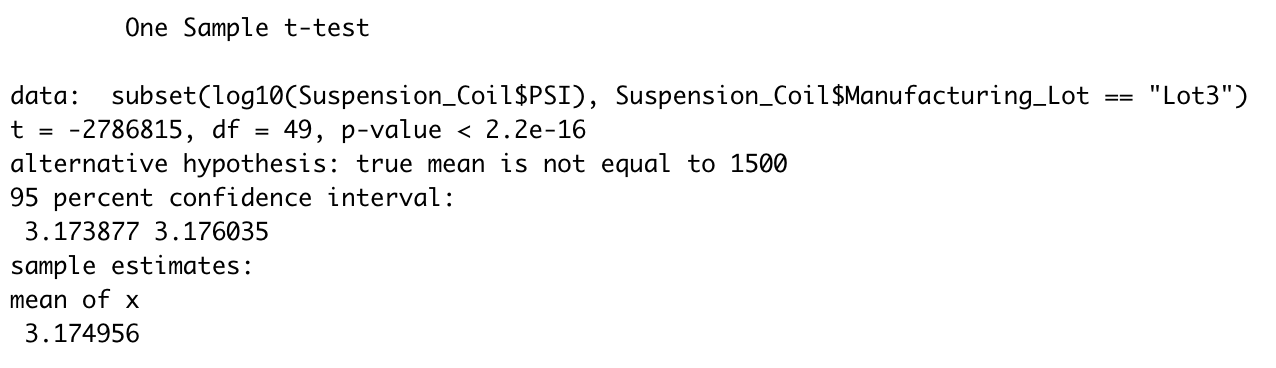 One Sample t-test
data:  subset(log10(Suspension_Coil$PSI), Suspension_Coil$Manufacturing_Lot == "Lot3")
t = -2786815, df = 49, p-value < 2.2e-16
alternative hypothesis: true mean is not equal to 1500
95 percent confidence interval:
 3.173877 3.176035
sample estimates:
mean of x
 3.174956